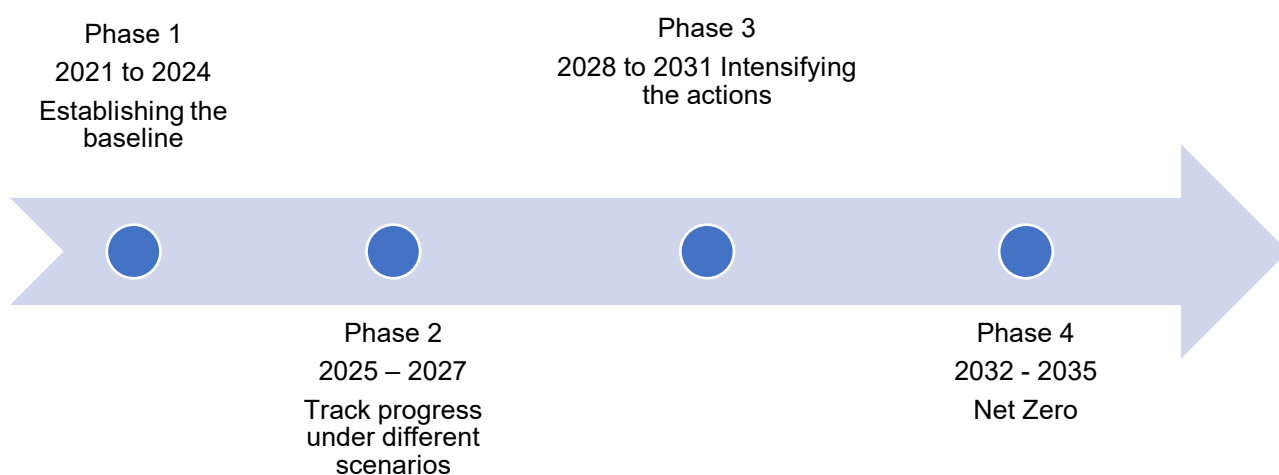 Phase 1
2021 to 2024
Establishing the
baseline
Phase 2
2025 – 2027
Track progress
under different
scenarios
Phase 3
2028 to 2031 Intensifying
the actions
Phase 4
2032 - 2035
Net Zero